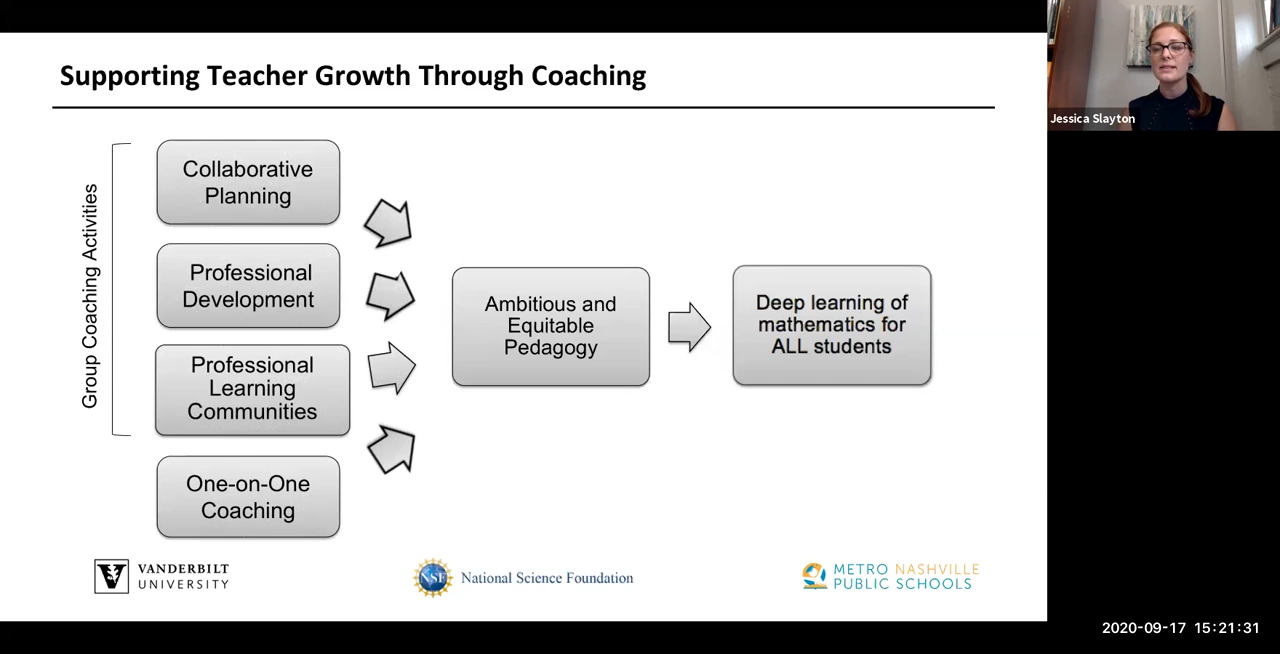 Supporting Teacher Growth Through Coaching
Jessica Slayton
Group Coaching Activities
Collaborative
Planning
Professional
Development
Professional
Learning
Communities
One-on-One
Coaching
Ambitious and
Equitable
Pedagogy
Deep learning of
mathematics for
ALL students
V
VANDERBILT
UNIVERSITY
NSF
National Science Foundation
METRO NASHVILLE
PUBLIC SCHOOLS
2020-09-17 15:21:31